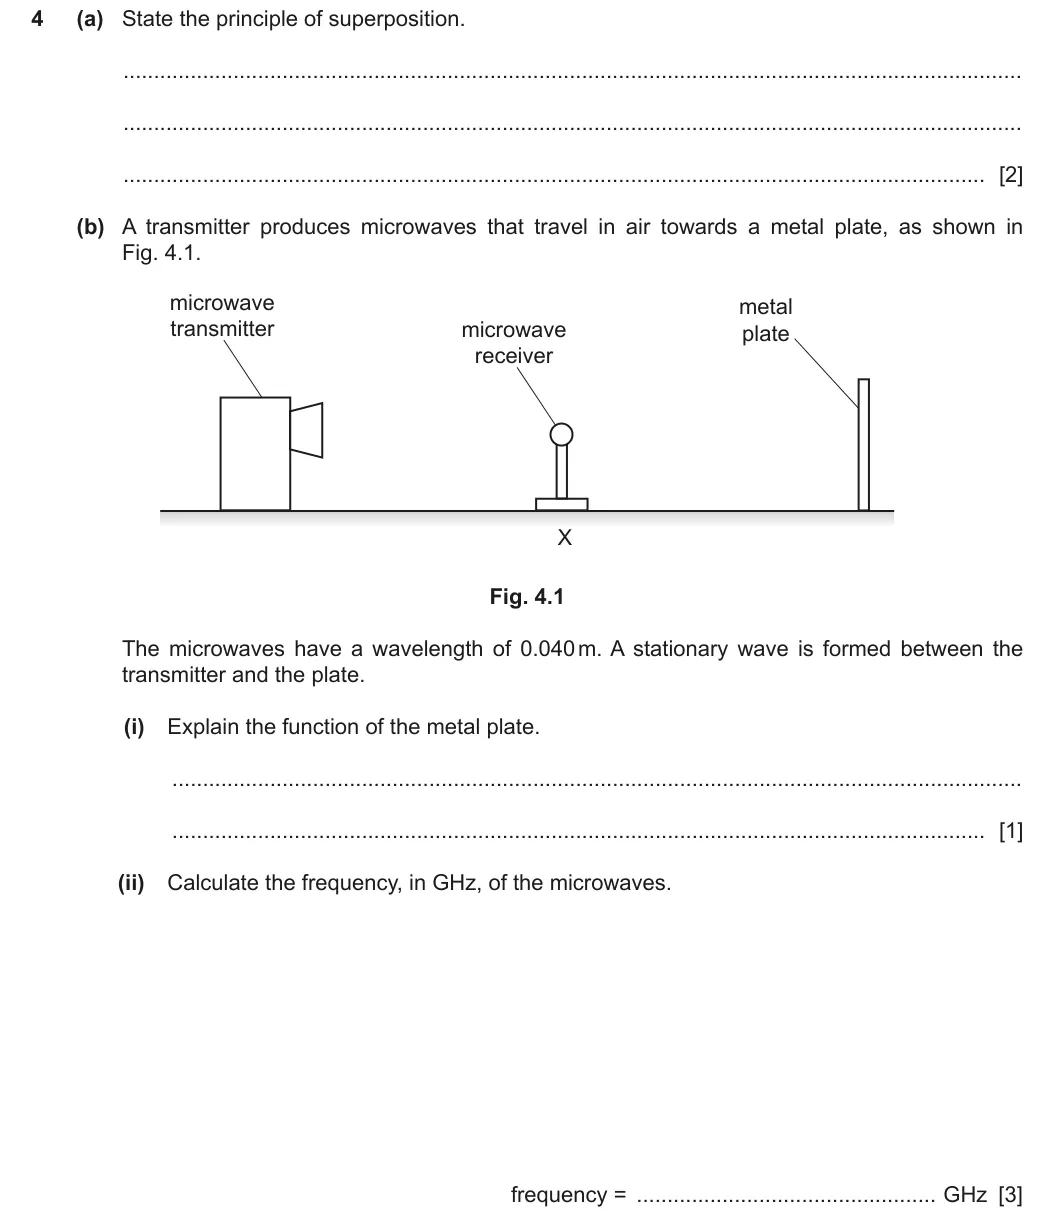 4 (a) State the principle of superposition.
....................................................................................................................................................
....................................................................................................................................................
.............................................................................................................................................. [2]
(b) A transmitter produces microwaves that travel in air towards a metal plate, as shown in
Fig. 4.1.
microwave
transmitter
microwave
receiver
metal
plate
X
Fig. 4.1
The microwaves have a wavelength of 0.040 m. A stationary wave is formed between the
transmitter and the plate.
(i) Explain the function of the metal plate.
............................................................................................................................................
...................................................................................................................................... [1]
(ii) Calculate the frequency, in GHz, of the microwaves.
frequency = ................................................. GHz [3]